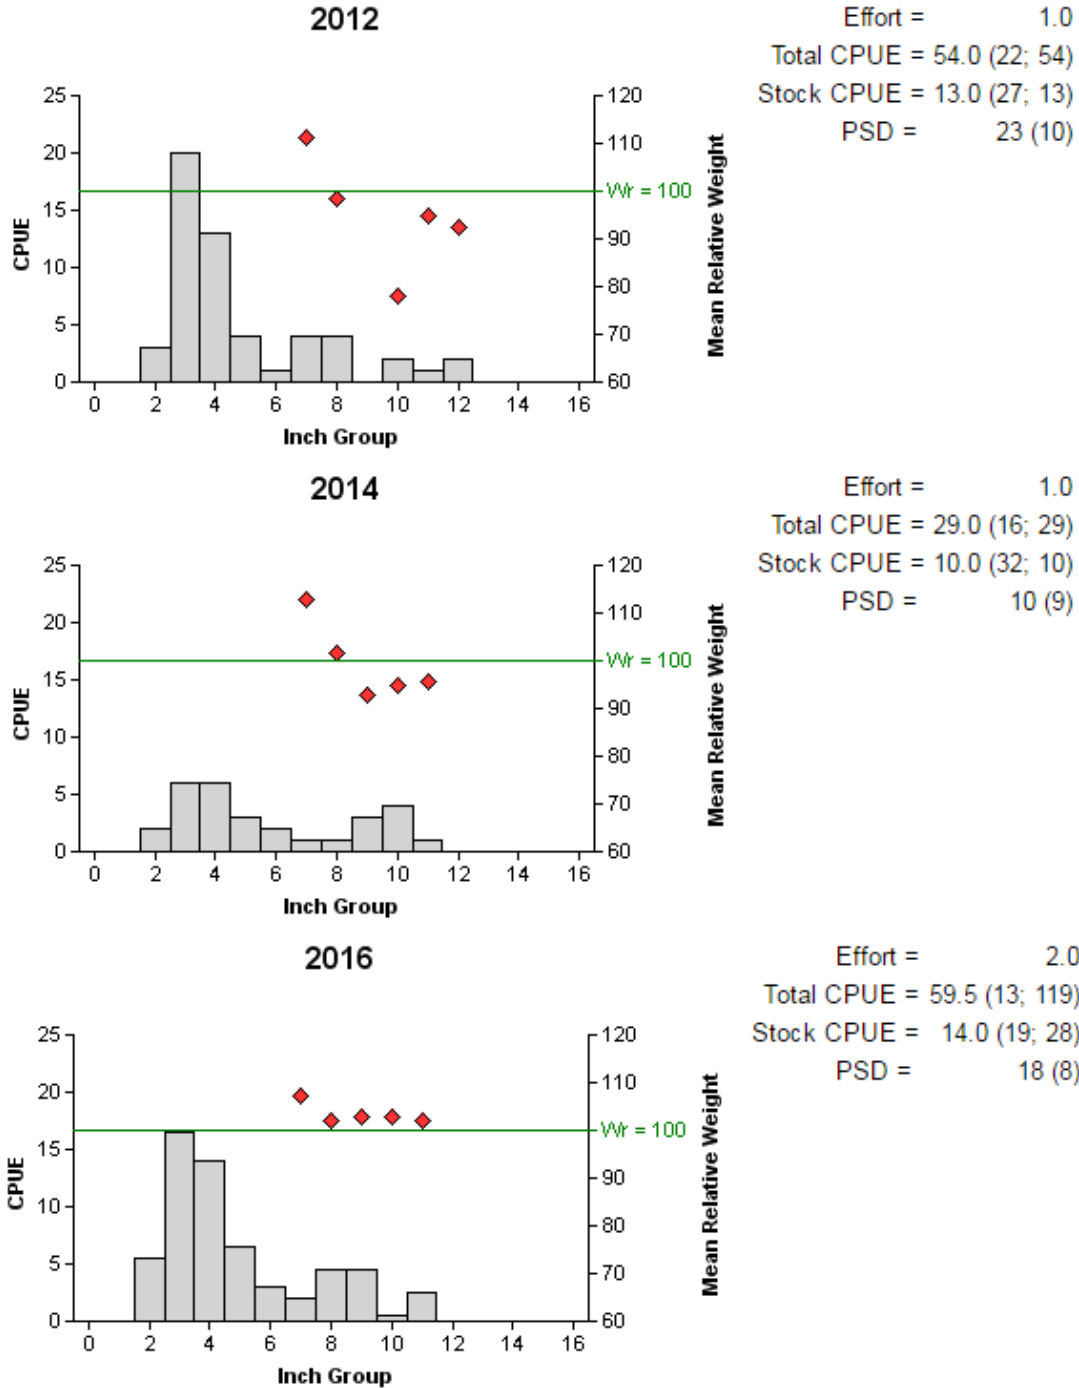 2012
Effort = 1.0
Total CPUE = 54.0 (22; 54)
Stock CPUE = 13.0 (27; 13)
PSD = 23 (10)
25
20
15
10
5
0
CPUE
120
110
Wr = 100
90
80
70
60
Mean Relative Weight
0 2 4 6 8 10 12 14 16
Inch Group
2014
Effort = 1.0
Total CPUE = 29.0 (16; 29)
Stock CPUE = 10.0 (32; 10)
PSD = 10 (9)
25
20
15
10
5
0
CPUE
120
110
Wr = 100
90
80
70
60
Mean Relative Weight
0 2 4 6 8 10 12 14 16
Inch Group
2016
Effort = 2.0
Total CPUE = 59.5 (13; 119)
Stock CPUE = 14.0 (19; 28)
PSD = 18 (8)
25
20
15
10
5
0
CPUE
120
110
Wr = 100
90
80
70
60
Mean Relative Weight
0 2 4 6 8 10 12 14 16
Inch Group